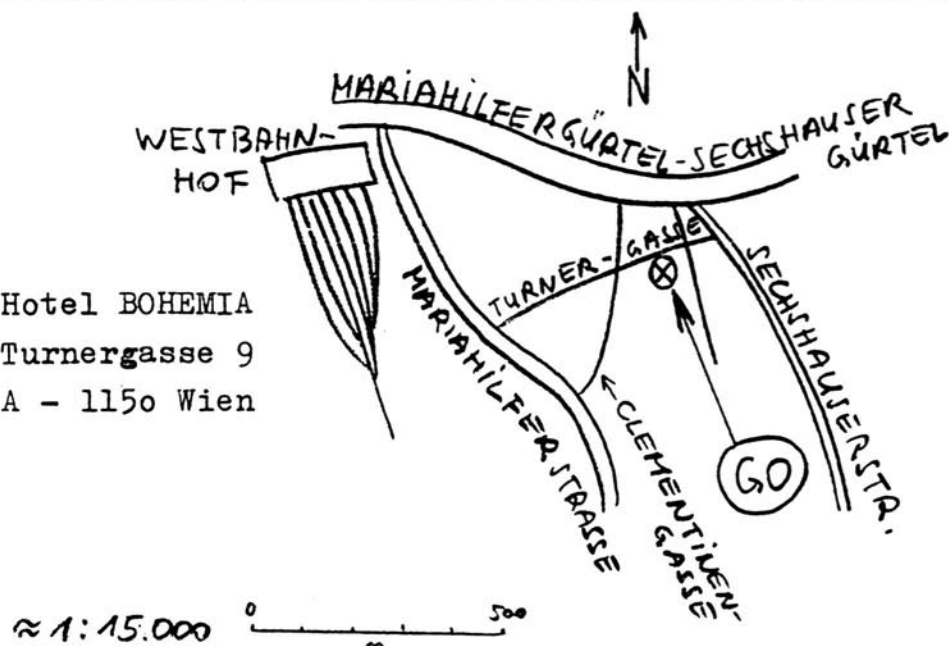 N
MARIAHILFERGÜRTEL-SECHSHAUSER
GÜRTEL
WESTBAHN-
HOF
TURNER-GASSE
MARIAHILFERSTRASSE
SECHSHAUSERSTR.
Hotel BOHEMIA
Turnergasse 9
A - 115o Wien
CLEMENTINEN-
GASSE
GO
≈ 1:15.000
0 500
m